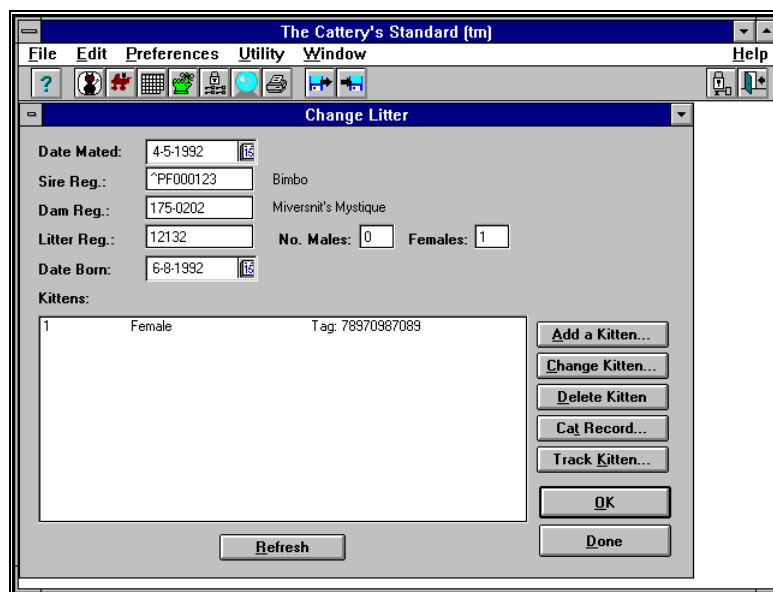 The Cattery's Standard (tm)
File Edit Preferences Utility Window Help
?
Change Litter
Date Mated: 4-5-1992
Sire Reg.: ^PF000123 Bimbo
Dam Reg.: 175-0202 Miversnit's Mystique
Litter Reg.: 12132 No. Males: 0 Females: 1
Date Born: 6-8-1992
Kittens:
1 Female Tag: 78970987089
Add a Kitten...
Change Kitten...
Delete Kitten
Cat Record...
Track Kitten...
OK
Refresh
Done